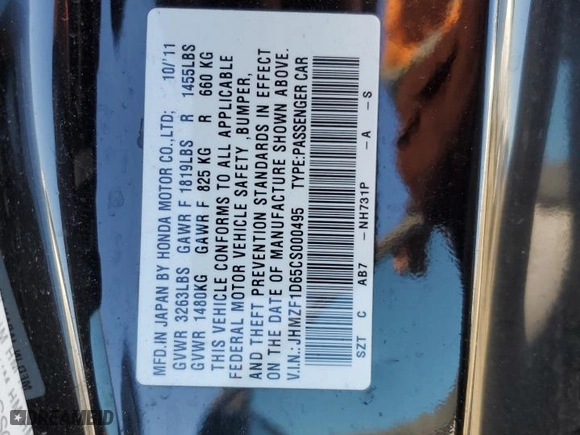 MFD.IN JAPAN BY HONDA MOTOR CO.,LTD; 10/'11
GVWR 3263LBS GAWR F 1819LBS R 1455LBS
GVWR 1480KG GAWR F 825 KG R 660 KG
THIS VEHICLE CONFORMS TO ALL APPLICABLE
FEDERAL MOTOR VEHICLE SAFETY ,BUMPER,
AND THEFT PREVENTION STANDARDS IN EFFECT
ON THE DATE OF MANUFACTURE SHOWN ABOVE.
V.I.N.: JHMZF1D65CS000495 TYPE:PASSENGER CAR
SZT C AB7 -NH731P -A -S
DREAMBID